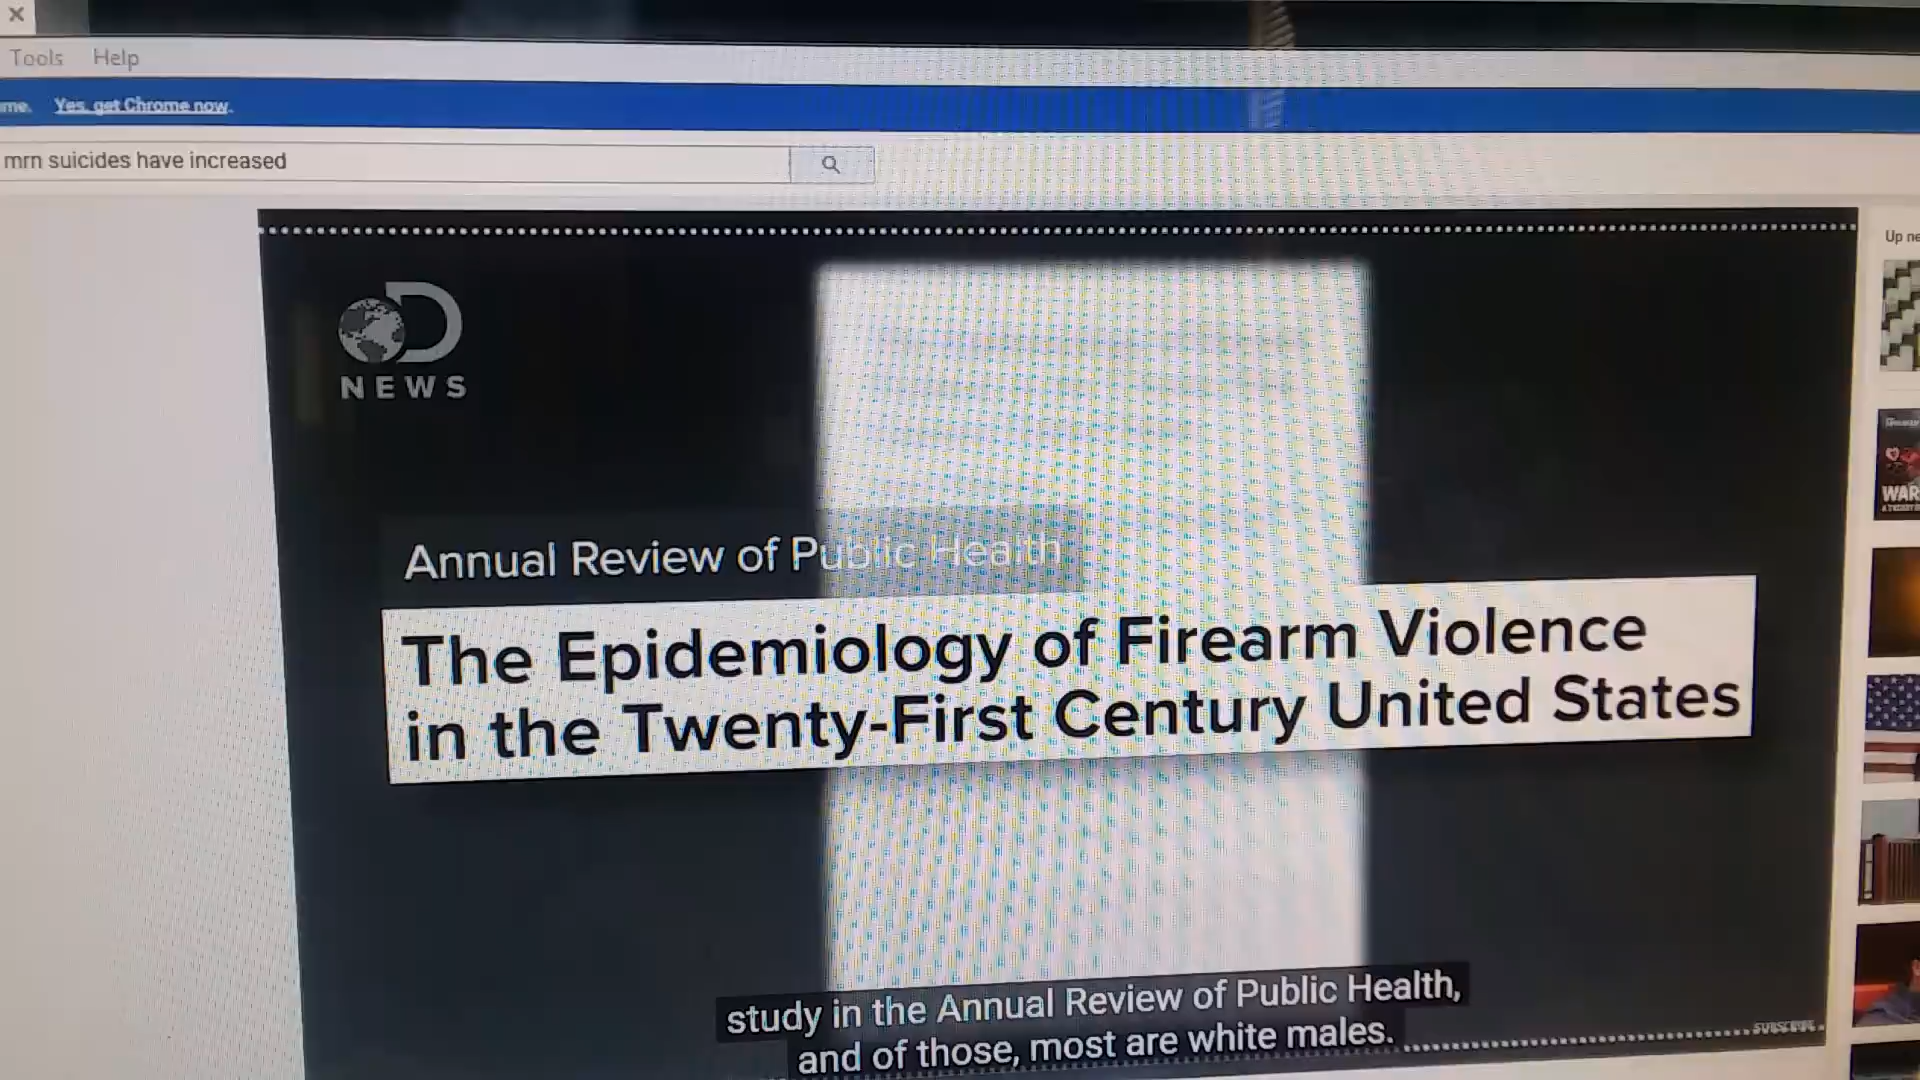 Tools Help
me. Yes, get Chrome now.
mrn suicides have increased
Up ne
NEWS
WAR
Annual Review of Public Health
The Epidemiology of Firearm Violence
in the Twenty-First Century United States
study in the Annual Review of Public Health,
and of those, most are white males.
SUBSCRIBE